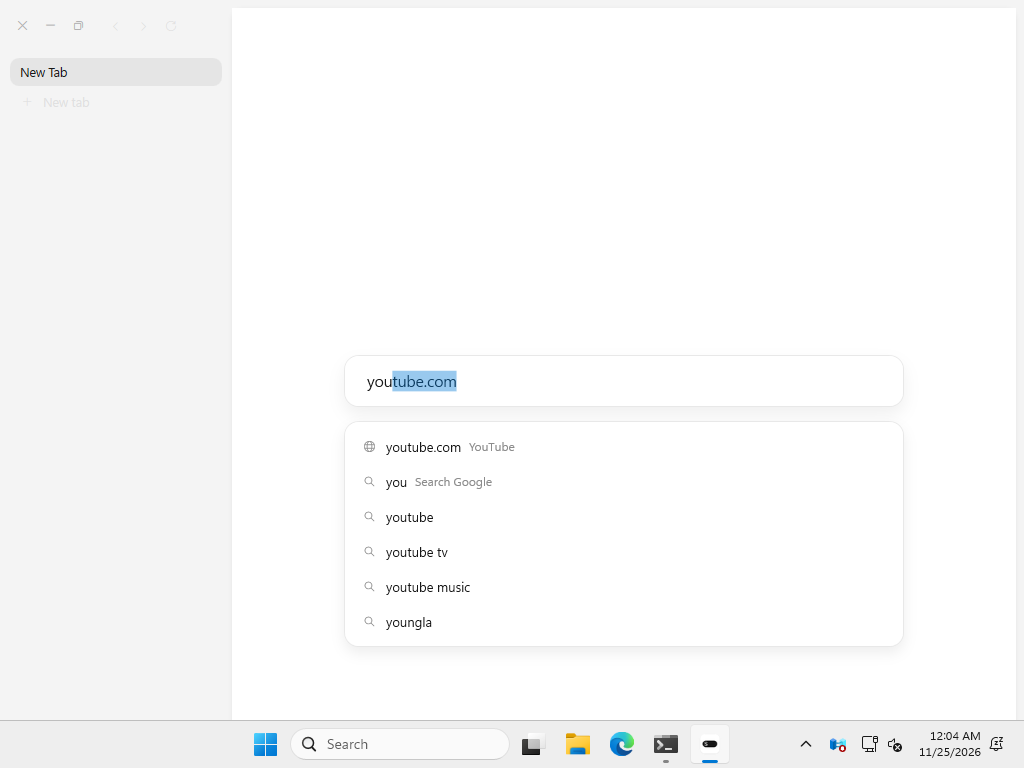 New Tab
New tab
youtube.com
youtube.com YouTube
you Search Google
youtube
youtube tv
youtube music
youngla
Search
12:04 AM
11/25/2026